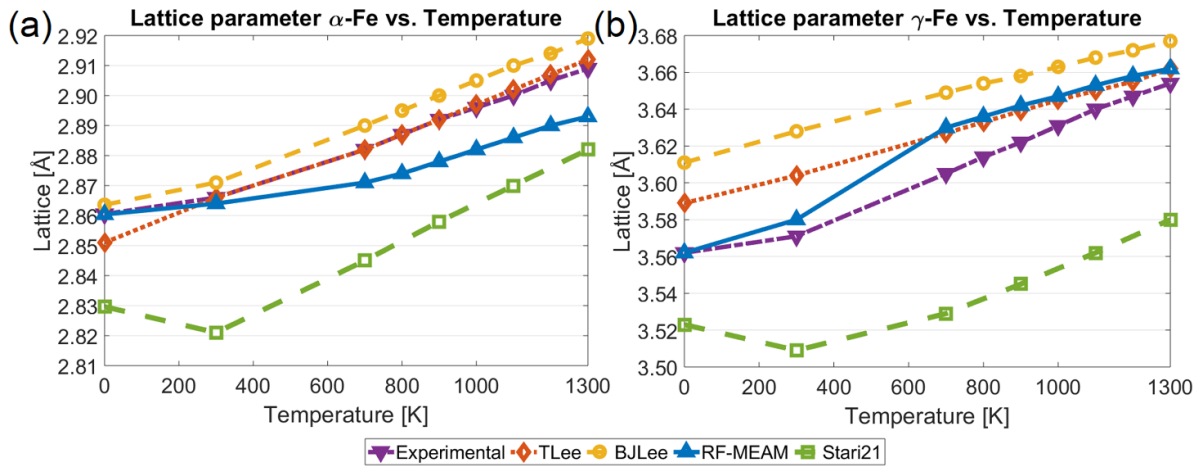 (a)
Lattice parameter α-Fe vs. Temperature
2.92
2.91
2.90
2.89
2.88
2.87
2.86
2.85
2.84
2.83
2.82
2.81
Lattice [Å]
0 200 400 600 800 1000 1300
Temperature [K]
(b)
Lattice parameter γ-Fe vs. Temperature
3.68
3.66
3.64
3.62
3.60
3.58
3.56
3.54
3.52
3.50
Lattice [Å]
0 200 400 600 800 1000 1300
Temperature [K]
Experimental TLee BJLee RF-MEAM Stari21